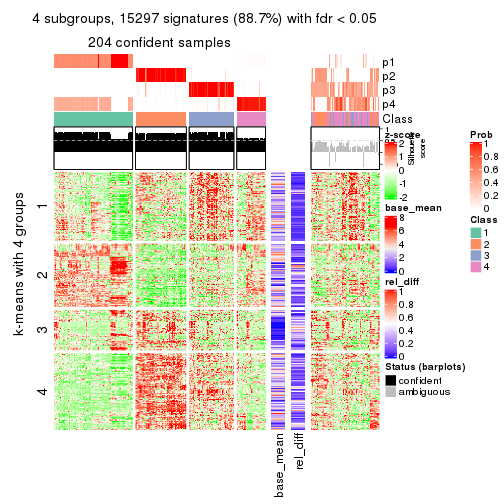 4 subgroups, 15297 signatures (88.7%) with fdr < 0.05
204 confident samples
p1
p2
p3
p4
Class
1
0
Silhouette
score
k-means with 4 groups
1
2
3
4
base_mean
rel_diff
z-score
2
1
0
-1
-2
base_mean
8
6
4
2
0
rel_diff
1
0.8
0.6
0.4
0.2
0
Status (barplots)
confident
ambiguous
Prob
1
0.8
0.6
0.4
0.2
0
Class
1
2
3
4